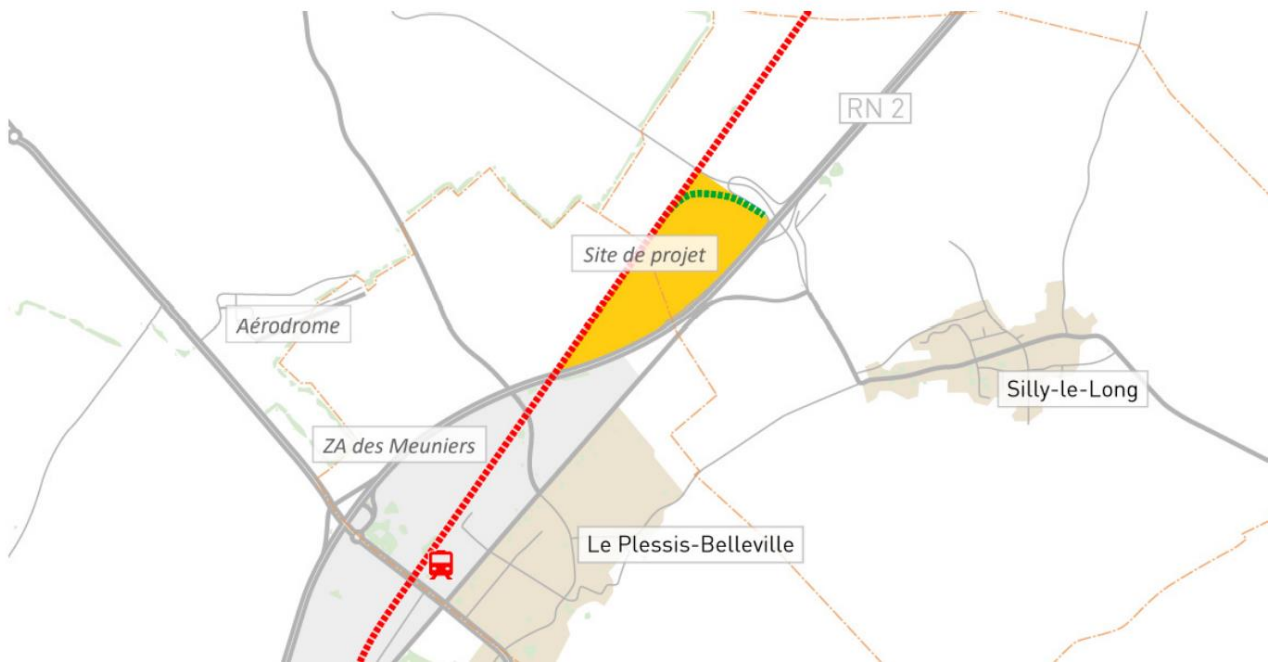 RN 2
Site de projet
Aérodrome
Silly-le-Long
ZA des Meuniers
Le Plessis-Belleville